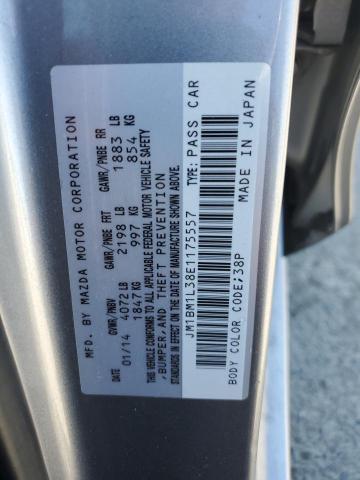 MFD. BY MAZDA MOTOR CORPORATION
DATE GVWR/PNBV GAWR/PNBE FRT GAWR/PNBE RR
01/14 4072 LB 2198 LB 1883 LB
1847 KG 997 KG 854 KG
THIS VEHICLE CONFORMS TO ALL APPLICABLE FEDERAL MOTOR VEHICLE SAFETY
,BUMPER,AND THEFT PREVENTION
STANDARDS IN EFFECT ON THE DATE OF MANUFACTURE SHOWN ABOVE.
JM1BM1L38E1175557 TYPE: PASS CAR
BODY COLOR CODE;38P MADE IN JAPAN